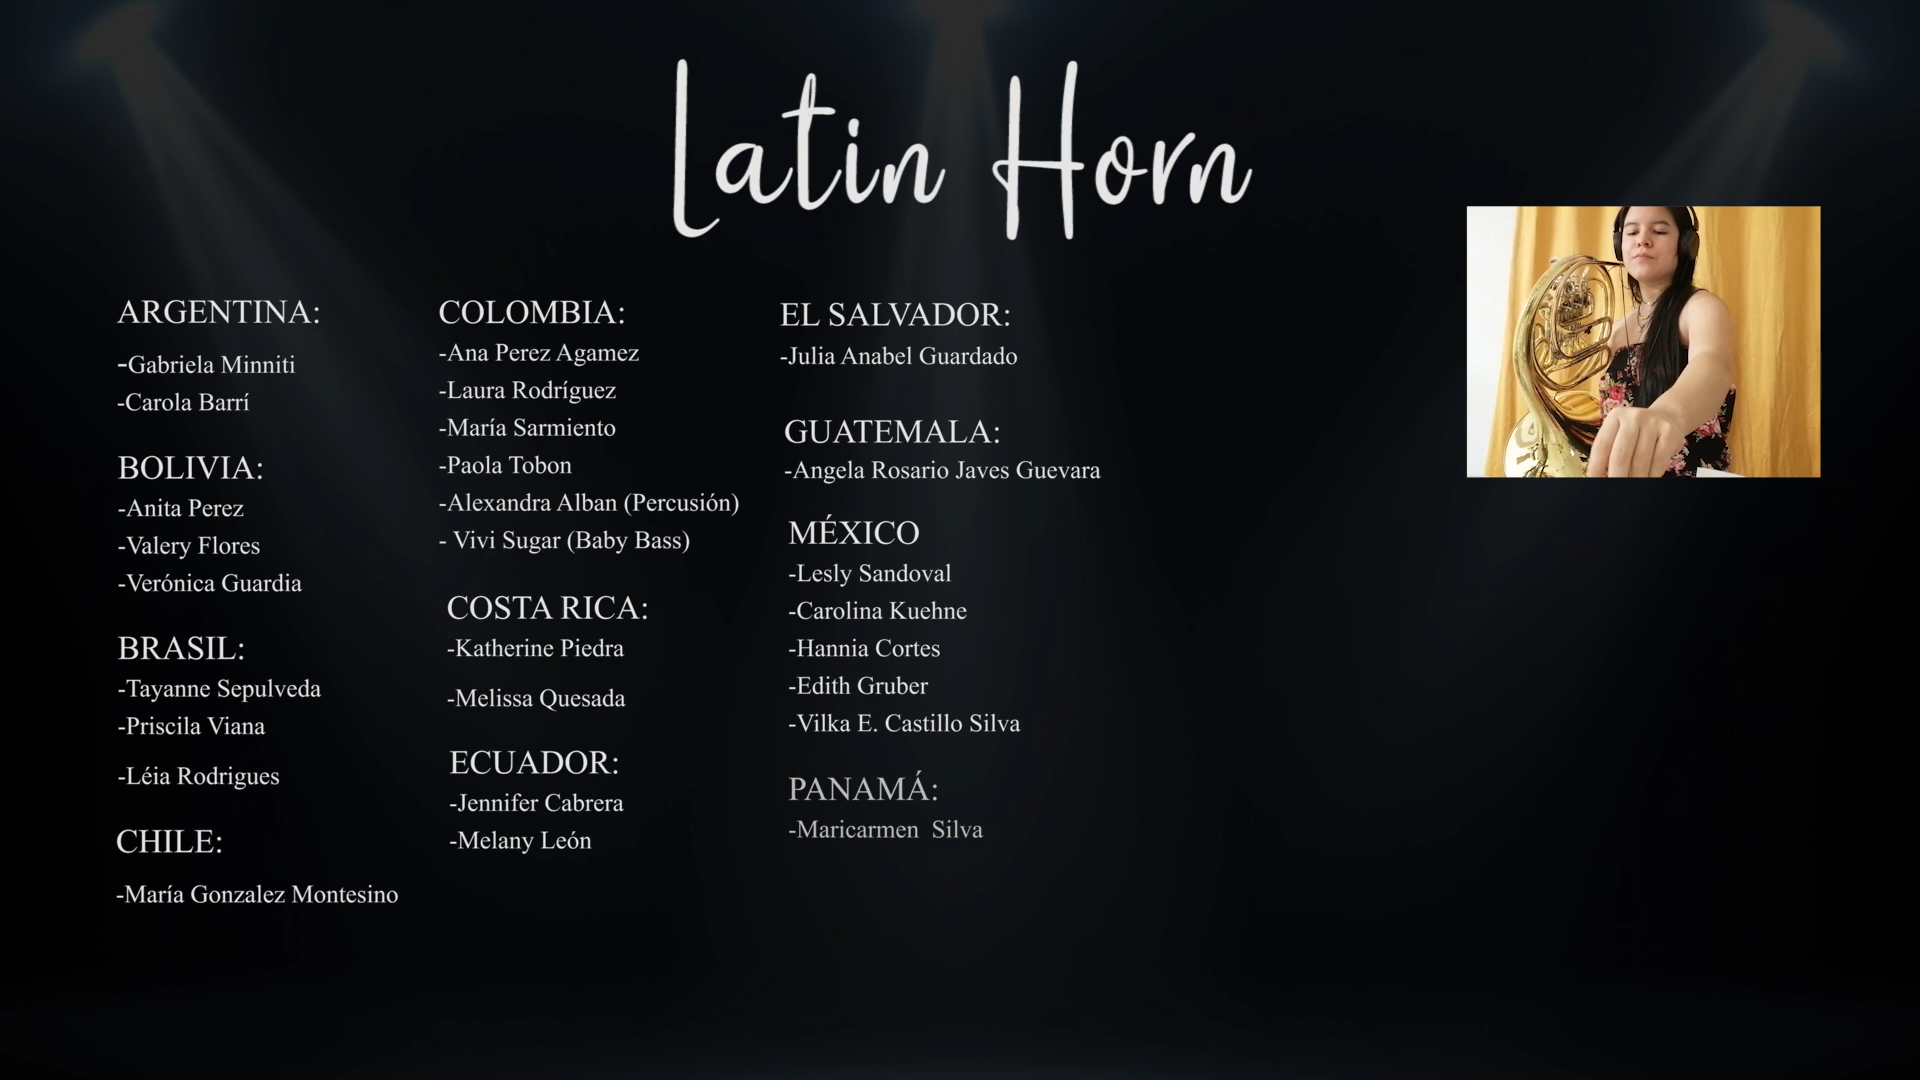 Latin Horn
ARGENTINA:
-Gabriela Minniti
-Carola Barrí
BOLIVIA:
-Anita Perez
-Valery Flores
-Verónica Guardia
BRASIL:
-Tayanne Sepulveda
-Priscila Viana
-Léia Rodrigues
CHILE:
-María Gonzalez Montesino
COLOMBIA:
-Ana Perez Agamez
-Laura Rodríguez
-María Sarmiento
-Paola Tobon
-Alexandra Alban (Percusión)
- Vivi Sugar (Baby Bass)
COSTA RICA:
-Katherine Piedra
-Melissa Quesada
ECUADOR:
-Jennifer Cabrera
-Melany León
EL SALVADOR:
-Julia Anabel Guardado
GUATEMALA:
-Angela Rosario Javes Guevara
MÉXICO
-Lesly Sandoval
-Carolina Kuehne
-Hannia Cortes
-Edith Gruber
-Vilka E. Castillo Silva
PANAMÁ:
-Maricarmen  Silva